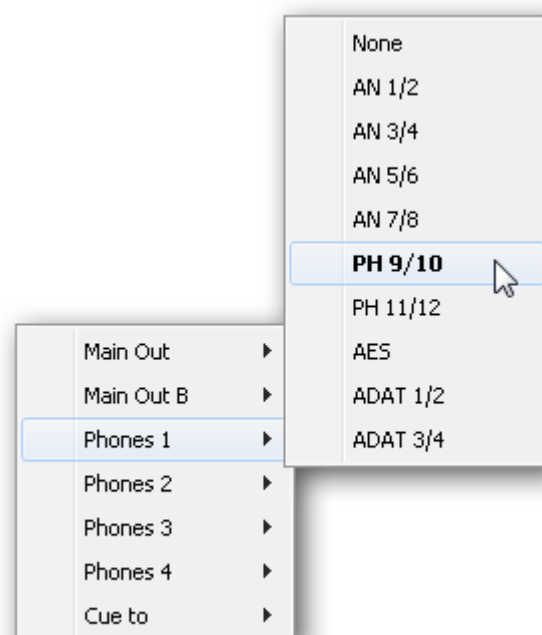 None
AN 1/2
AN 3/4
AN 5/6
AN 7/8
PH 9/10
PH 11/12
AES
ADAT 1/2
ADAT 3/4
Main Out
Main Out B
Phones 1
Phones 2
Phones 3
Phones 4
Cue to